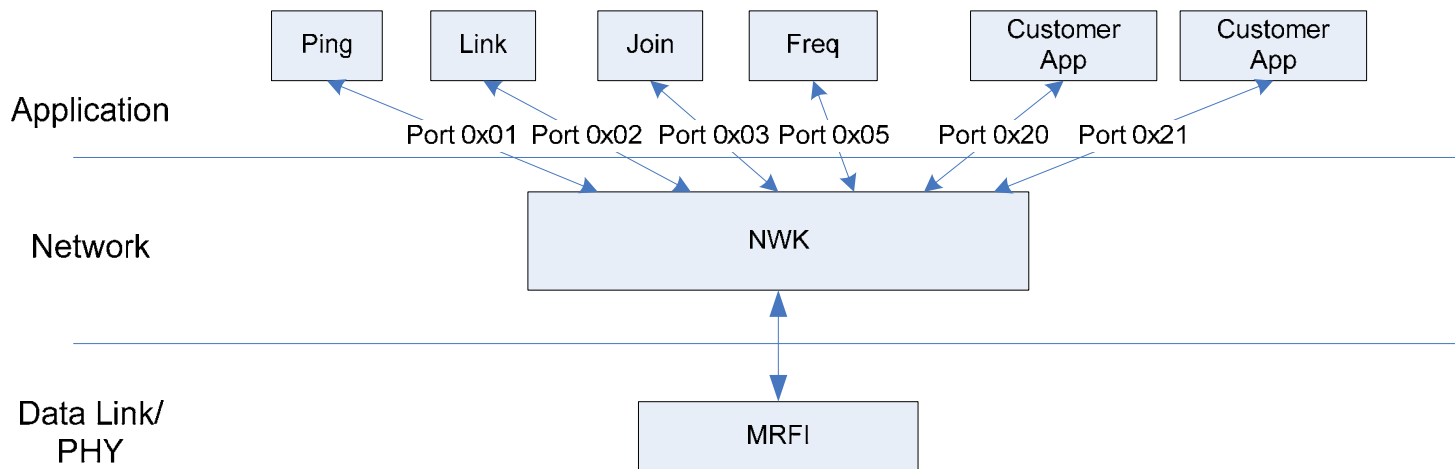 Ping
Link
Join
Freq
Customer
App
Customer
App
Application
Port 0x01
Port 0x02
Port 0x03
Port 0x05
Port 0x20
Port 0x21
Network
NWK
Data Link/
PHY
MRFI